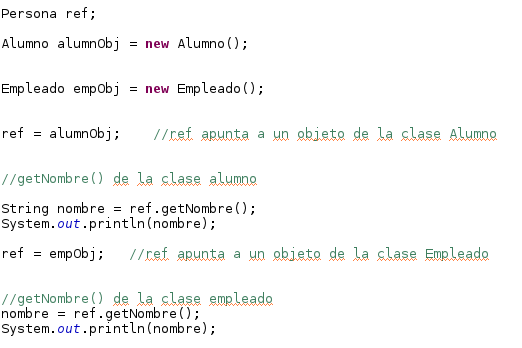 Persona ref;
Alumno alumnObj = new Alumno();
Empleado empObj = new Empleado();
ref = alumnObj; //ref apunta a un objeto de la clase Alumno
//getNombre() de la clase alumno
String nombre = ref.getNombre();
System.out.println(nombre);
ref = empObj; //ref apunta a un objeto de la clase Empleado
//getNombre() de la clase empleado
nombre = ref.getNombre();
System.out.println(nombre);